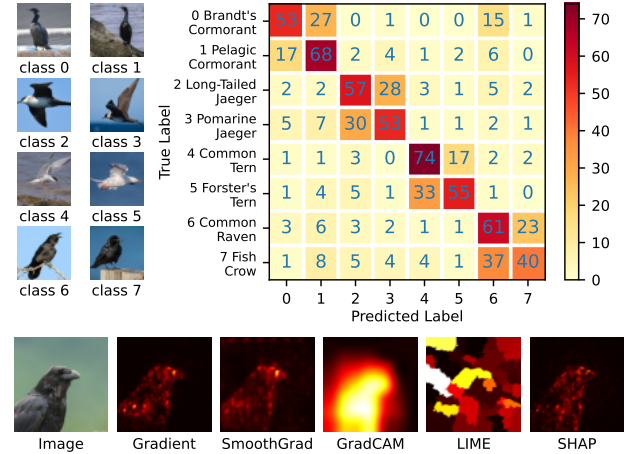 class 0
class 1
class 2
class 3
class 4
class 5
class 6
class 7
True Label
0 Brandt's
Cormorant
53 27 0 1 0 0 15 1
1 Pelagic
Cormorant
17 68 2 4 1 2 6 0
2 Long-Tailed
Jaeger
2 2 57 28 3 1 5 2
3 Pomarine
Jaeger
5 7 30 53 1 1 2 1
4 Common
Tern
1 1 3 0 74 17 2 2
5 Forster's
Tern
1 4 5 1 33 55 1 0
6 Common
Raven
3 6 3 2 1 1 61 23
7 Fish
Crow
1 8 5 4 4 1 37 40
0 1 2 3 4 5 6 7
Predicted Label
70
60
50
40
30
20
10
0
Image
Gradient
SmoothGrad
GradCAM
LIME
SHAP